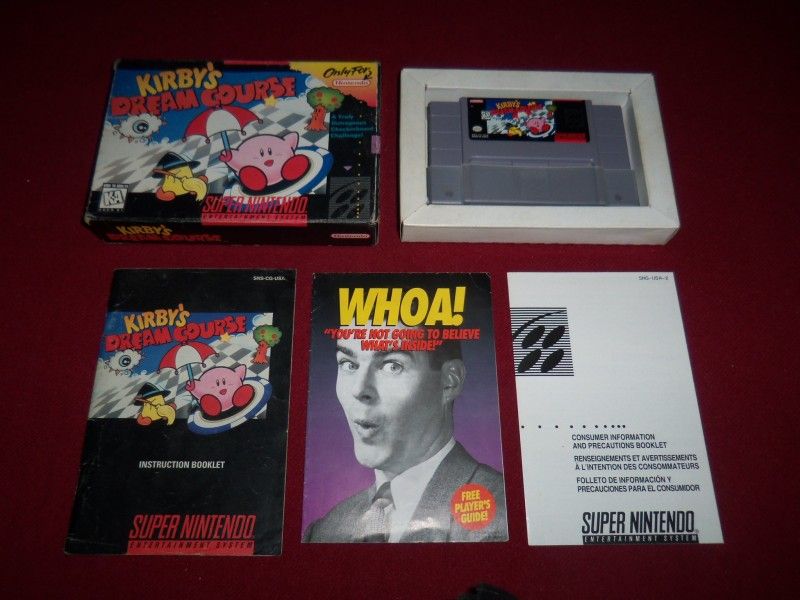 KIRBY'S
DREAM COURSE
Only For
Nintendo
A Truly
Outrageous
Checkerboard
Challenge!
K-A
SUPER NINTENDO
ENTERTAINMENT SYSTEM
KIRBY'S
DREAM COURSE
Nintendo
KIRBY'S
SNS-CG-USA
KIRBY'S
DREAM COURSE
INSTRUCTION BOOKLET
SUPER NINTENDO
ENTERTAINMENT SYSTEM
WHOA!
"YOU'RE NOT GOING TO BELIEVE
WHAT'S INSIDE!"
FREE
PLAYER'S
GUIDE!
CONSUMER INFORMATION
AND PRECAUTIONS BOOKLET
RENSEIGNEMENTS ET AVERTISSEMENTS
À L'INTENTION DES CONSOMMATEURS
FOLLETO DE INFORMACIÓN Y
PRECAUCIONES PARA EL CONSUMIDOR
SUPER NINTENDO
ENTERTAINMENT SYSTEM